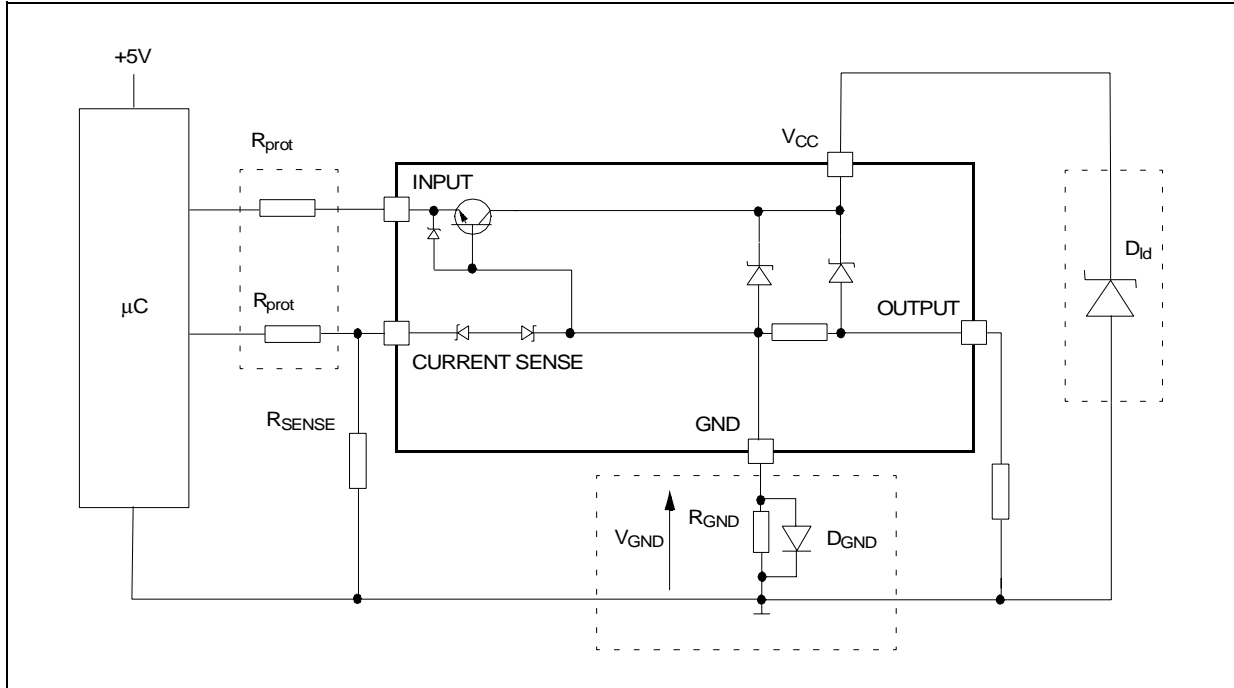 +5V
Rprot
VCC
INPUT
Dld
Rprot
μC
OUTPUT
CURRENT SENSE
RSENSE
GND
RGND
VGND
DGND